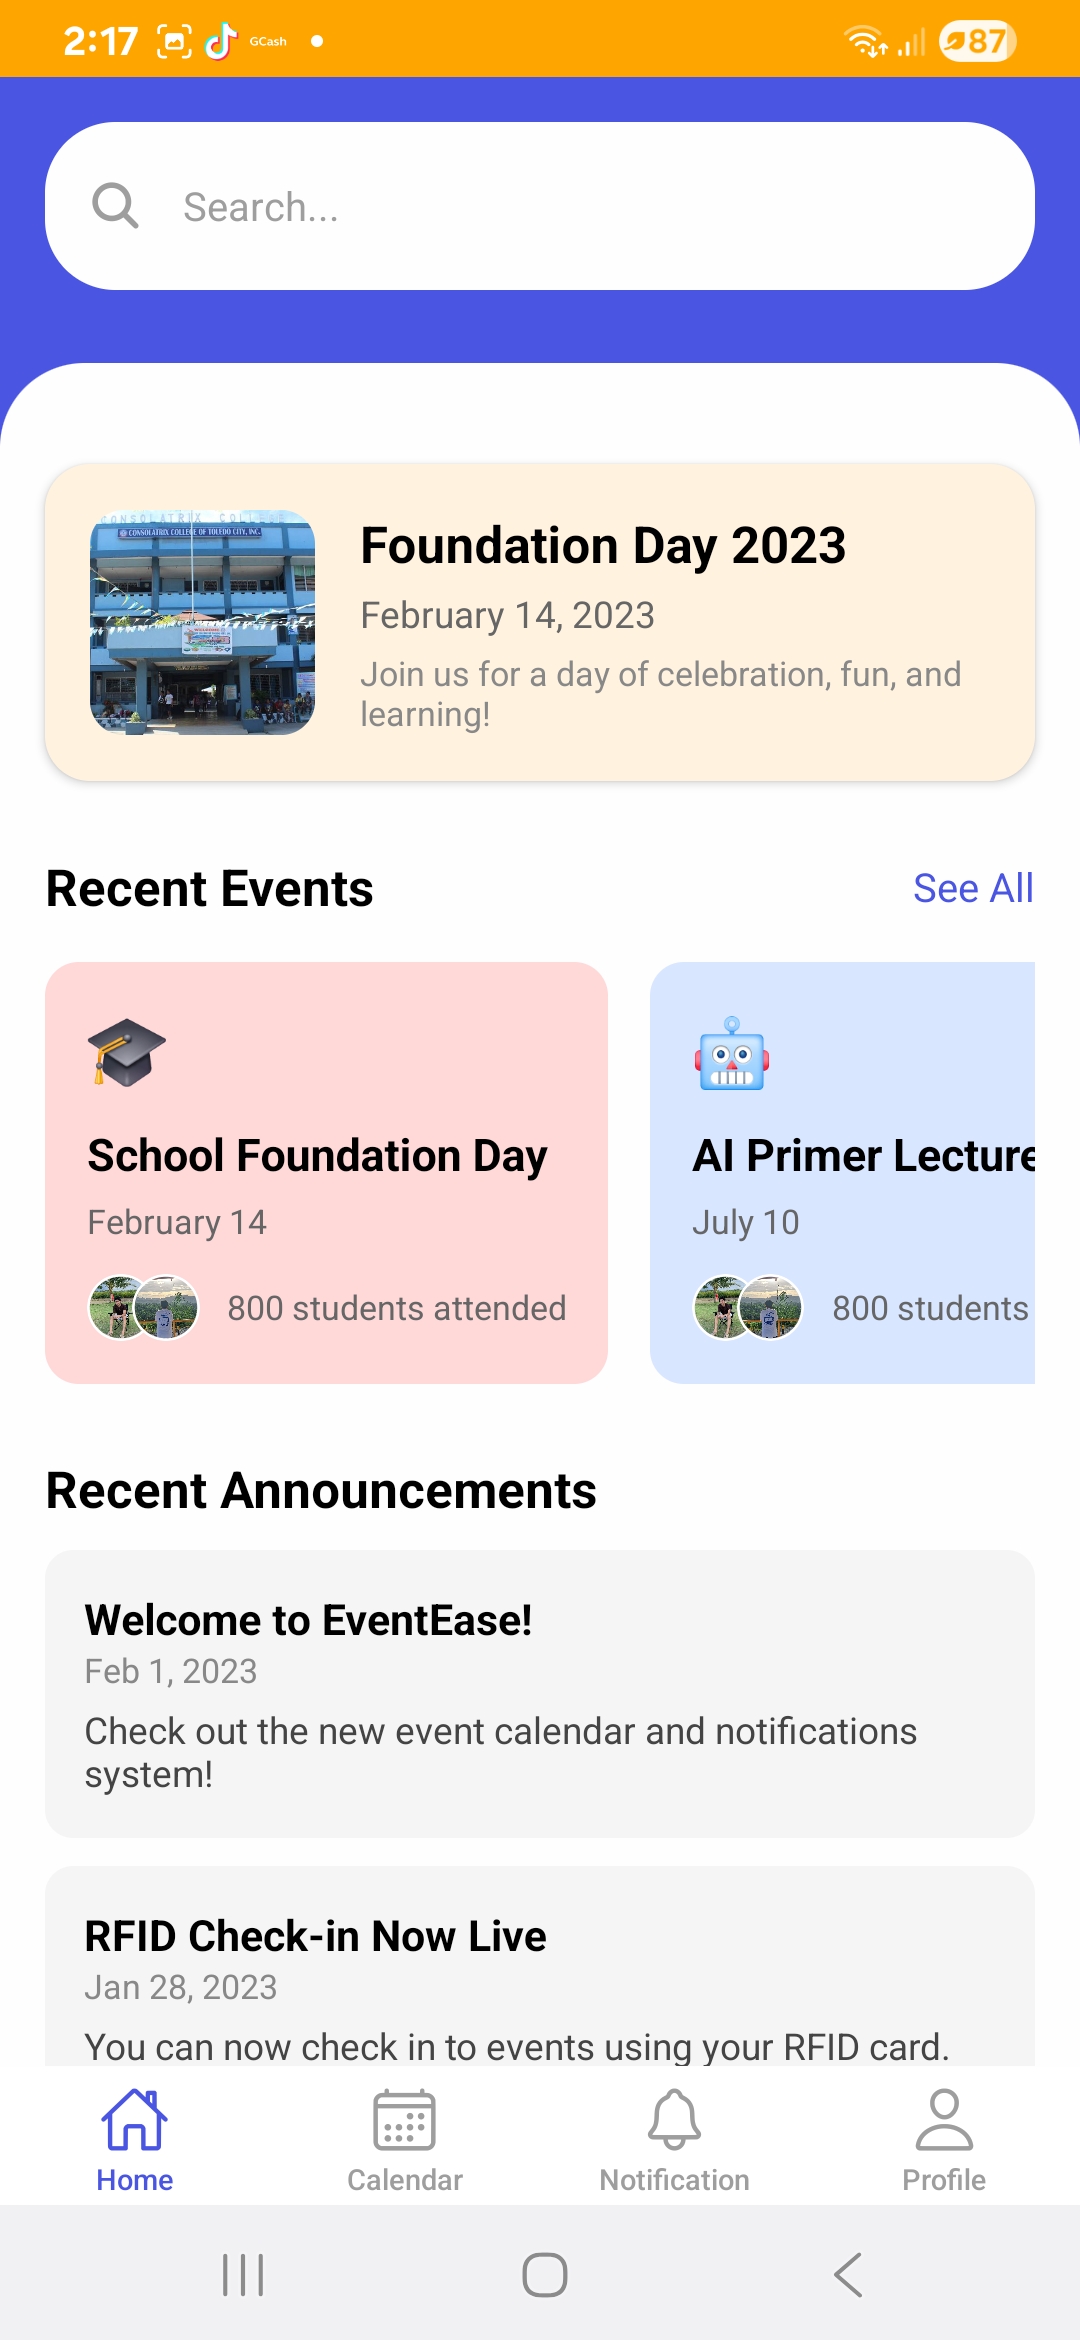 2:17 GCash 87
Search...
CONSOLATRIX COLLEGE
CONSOLATRIX COLLEGE OF TOLEDO CITY, INC.
Foundation Day 2023
February 14, 2023
Join us for a day of celebration, fun, and
learning!
Recent Events See All
School Foundation Day
February 14
800 students attended
AI Primer Lecture
July 10
800 students
Recent Announcements
Welcome to EventEase!
Feb 1, 2023
Check out the new event calendar and notifications
system!
RFID Check-in Now Live
Jan 28, 2023
You can now check in to events using your RFID card.
Home Calendar Notification Profile